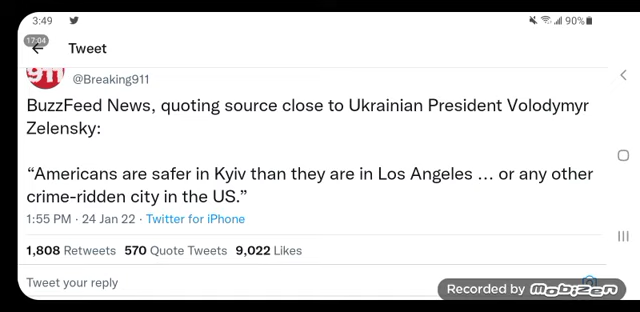 3:49
90%
17:04
Tweet
911
@Breaking911
BuzzFeed News, quoting source close to Ukrainian President Volodymyr
Zelensky:
“Americans are safer in Kyiv than they are in Los Angeles ... or any other
crime-ridden city in the US.”
1:55 PM · 24 Jan 22 · Twitter for iPhone
1,808 Retweets 570 Quote Tweets 9,022 Likes
Tweet your reply
Recorded by Mobizen